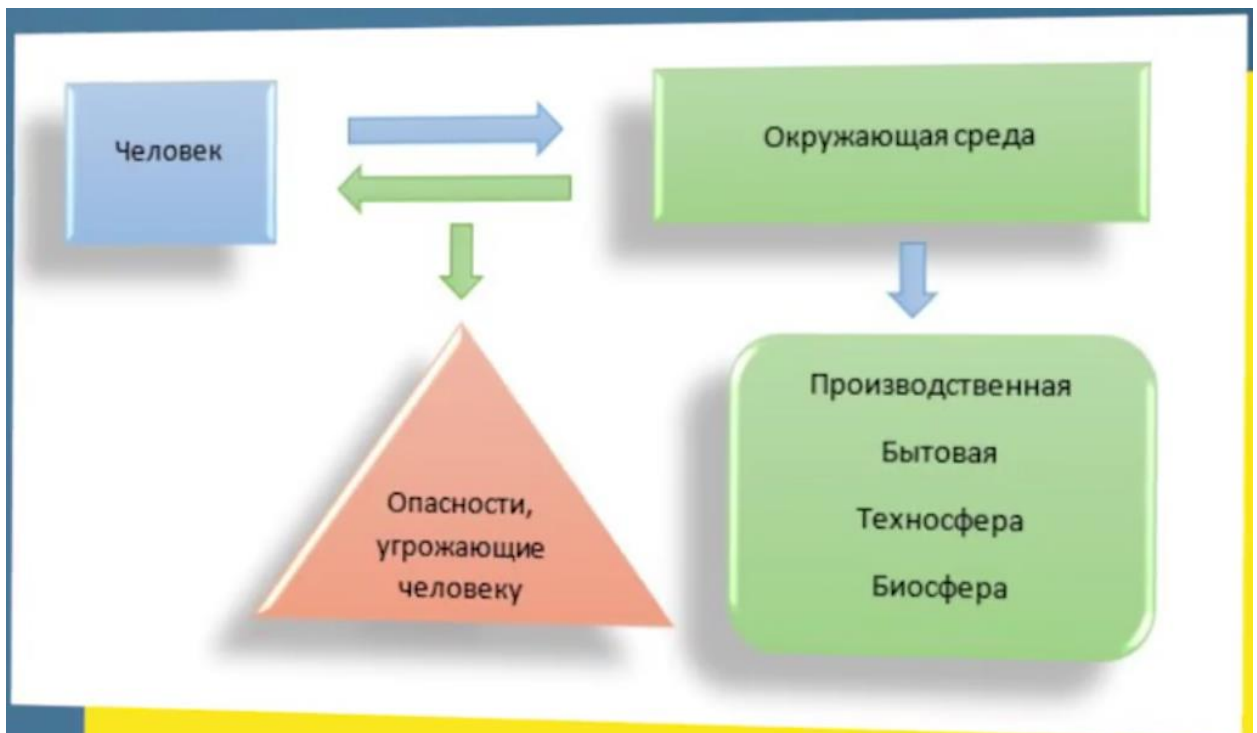 Человек
Окружающая среда
Опасности,
угрожающие
человеку
Производственная
Бытовая
Техносфера
Биосфера